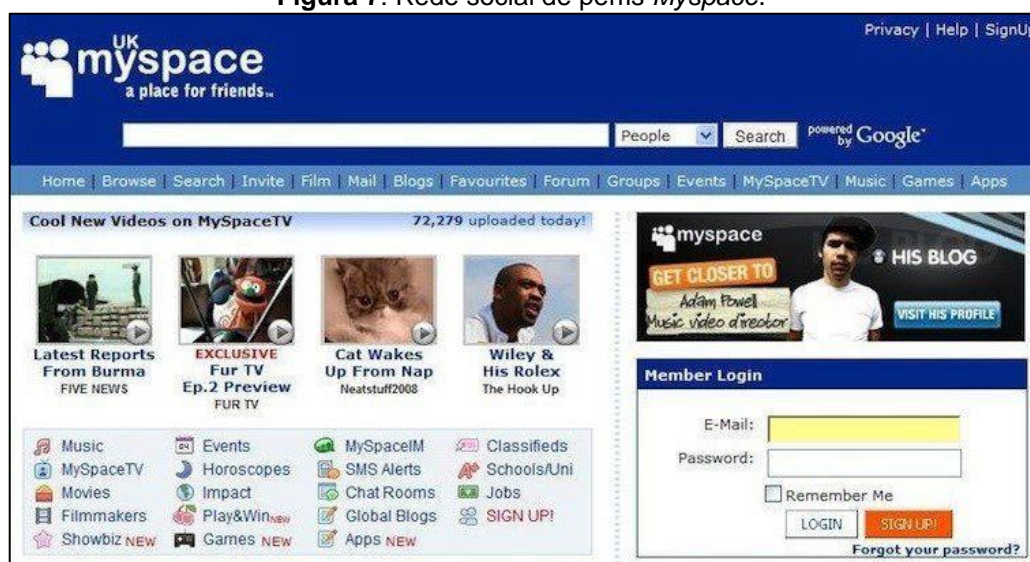 Figura 7. Rede social de perfis Myspace.
Privacy | Help | SignUp
UK
myspace
a place for friends™
People
Search
powered by Google
Home | Browse | Search | Invite | Film | Mail | Blogs | Favourites | Forum | Groups | Events | MySpaceTV | Music | Games | Apps
Cool New Videos on MySpaceTV
72,279 uploaded today!
Latest Reports
From Burma
FIVE NEWS
EXCLUSIVE
Fur TV
Ep.2 Preview
FUR TV
Cat Wakes
Up From Nap
Neatstuff2008
Wiley &
His Rolex
The Hook Up
Music
MySpaceTV
Movies
Filmmakers
Showbiz NEW
Events
Horoscopes
Impact
Play&Win NEW
Games NEW
MySpaceIM
SMS Alerts
Chat Rooms
Global Blogs
Apps NEW
Classifieds
Schools/Uni
Jobs
SIGN UP!
myspace
GET CLOSER TO
Adam Powell
Music video director
HIS BLOG
VISIT HIS PROFILE
Member Login
E-Mail:
Password:
Remember Me
LOGIN
SIGN UP!
Forgot your password?